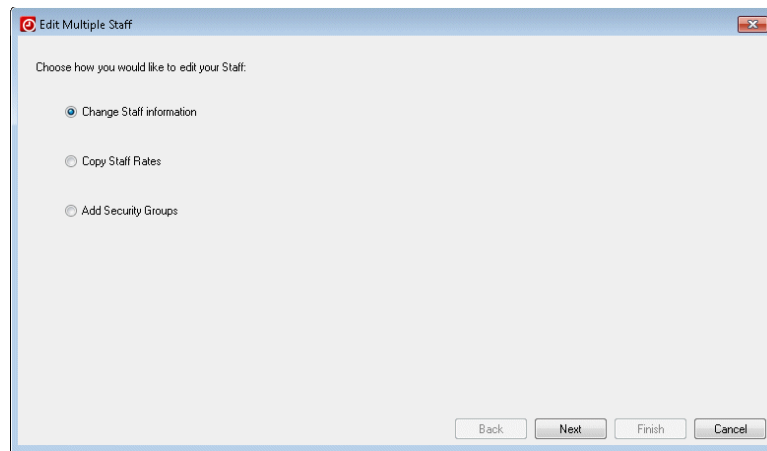 Edit Multiple Staff
Choose how you would like to edit your Staff:
Change Staff information
Copy Staff Rates
Add Security Groups
Back Next Finish Cancel